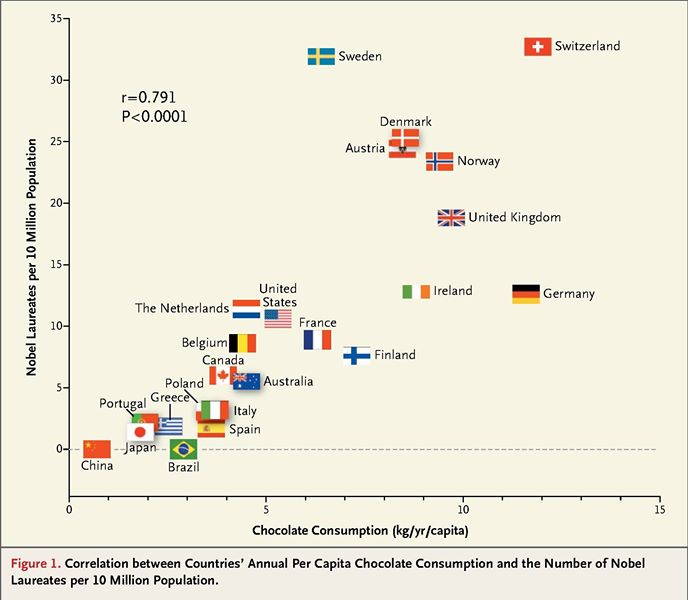 35
30
25
20
15
10
5
0
Nobel Laureates per 10 Million Population
r=0.791
P<0.0001
Sweden
Switzerland
Denmark
Austria
Norway
United Kingdom
Ireland
Germany
United
States
The Netherlands
France
Belgium
Finland
Canada
Australia
Poland
Portugal
Greece
Italy
Spain
Japan
China
Brazil
0
5
10
15
Chocolate Consumption (kg/yr/capita)
Figure 1. Correlation between Countries’ Annual Per Capita Chocolate Consumption and the Number of Nobel
Laureates per 10 Million Population.